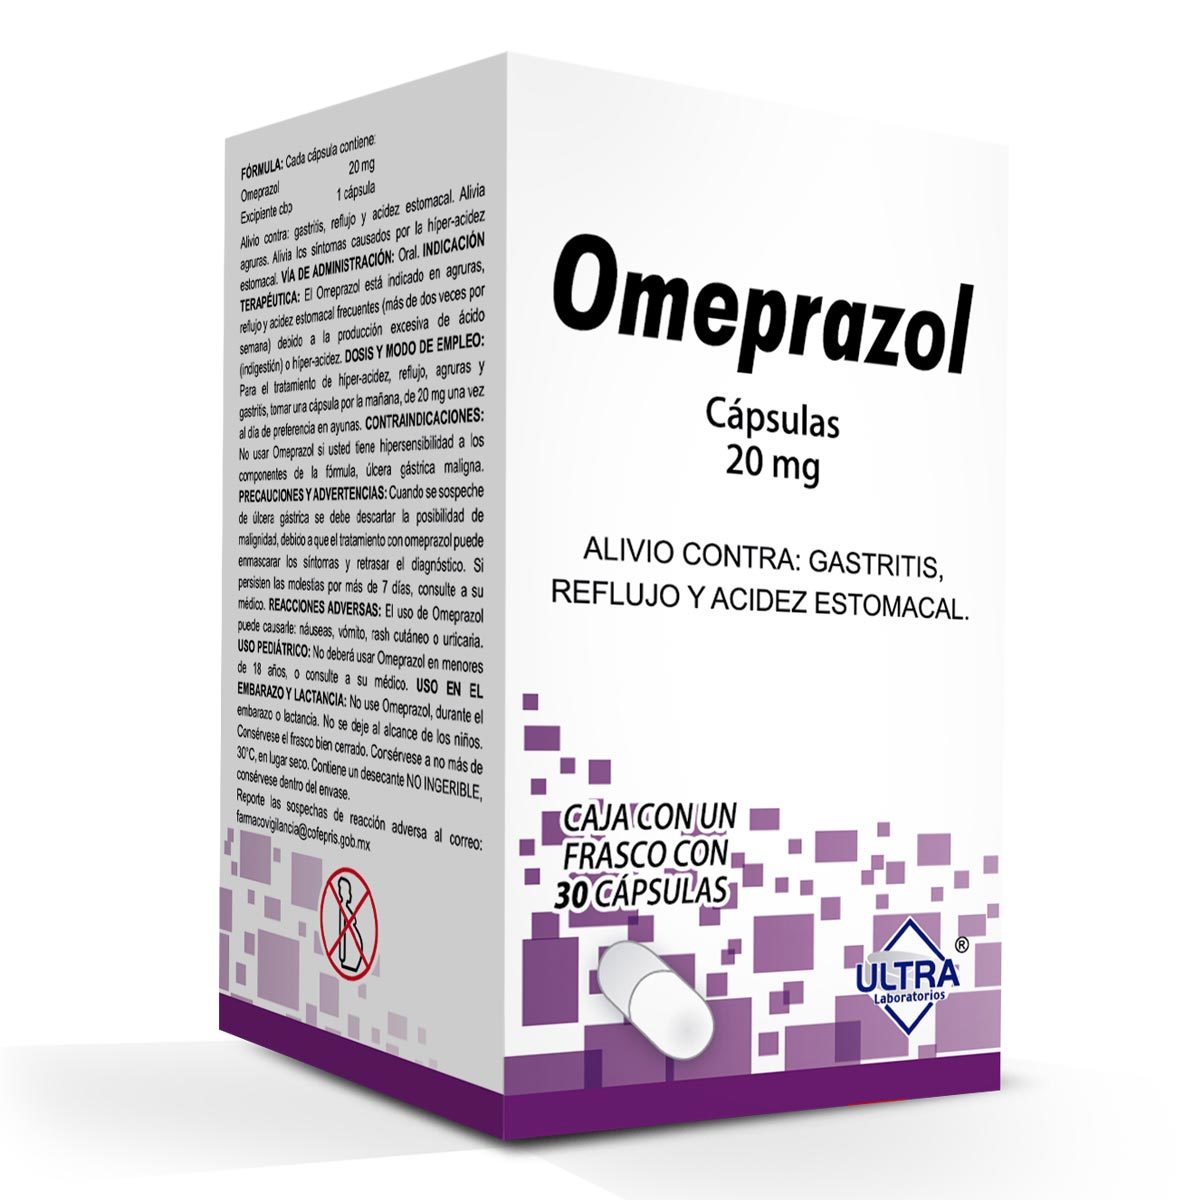 FÓRMULA: Cada cápsula contiene:
Omeprazol 20 mg
Excipiente cbp 1 cápsula
Alivio contra: gastritis, reflujo y acidez estomacal. Alivia
agruras. Alivia los síntomas causados por la híper-acidez
estomacal. VÍA DE ADMINISTRACIÓN: Oral. INDICACIÓN
TERAPÉUTICA: El Omeprazol está indicado en agruras,
reflujo y acidez estomacal frecuentes (más de dos veces por
semana) debido a la producción excesiva de ácido
(indigestión) o híper-acidez. DOSIS Y MODO DE EMPLEO:
Para el tratamiento de híper-acidez, reflujo, agruras y
gastritis, tomar una cápsula por la mañana, de 20 mg una vez
al día de preferencia en ayunas. CONTRAINDICACIONES:
No usar Omeprazol si usted tiene hipersensibilidad a los
componentes de la fórmula, úlcera gástrica maligna.
PRECAUCIONES Y ADVERTENCIAS: Cuando se sospeche
de úlcera gástrica se debe descartar la posibilidad de
malignidad, debido a que el tratamiento con omeprazol puede
enmascarar los síntomas y retrasar el diagnóstico. Si
persisten las molestias por más de 7 días, consulte a su
médico. REACCIONES ADVERSAS: El uso de Omeprazol
puede causarle: náuseas, vómito, rash cutáneo o urticaria.
USO PEDIÁTRICO: No deberá usar Omeprazol en menores
de 18 años, o consulte a su médico. USO EN EL
EMBARAZO Y LACTANCIA: No use Omeprazol, durante el
embarazo o lactancia. No se deje al alcance de los niños.
Consérvese el frasco bien cerrado. Consérvese a no más de
30°C, en lugar seco. Contiene un desecante NO INGERIBLE,
consérvese dentro del envase.
Reporte las sospechas de reacción adversa al correo:
farmacovigilancia@cofepris.gob.mx
Omeprazol
Cápsulas
20 mg
ALIVIO CONTRA: GASTRITIS,
REFLUJO Y ACIDEZ ESTOMACAL.
CAJA CON UN
FRASCO CON
30 CÁPSULAS
ULTRA ®
Laboratorios